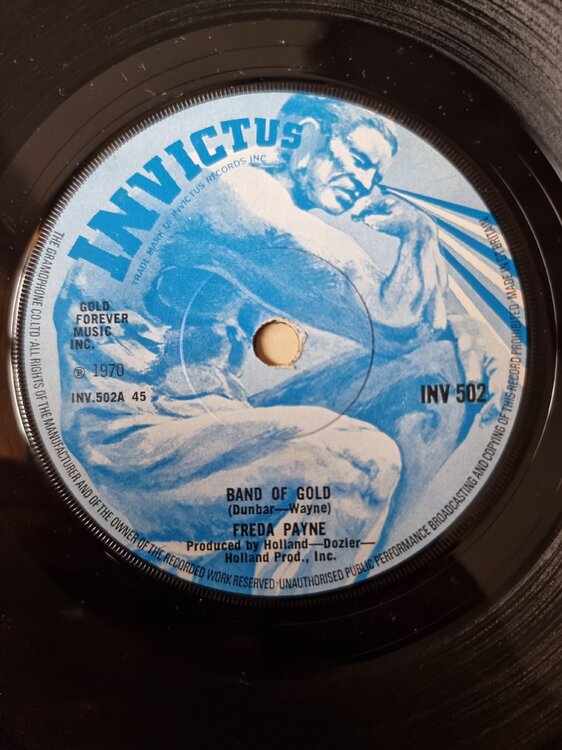 INVICTUS
TRADE MARK OF INVICTUS RECORDS INC.
GOLD
FOREVER
MUSIC
INC.
Ⓟ 1970
INV.502A 45
INV 502
BAND OF GOLD
(Dunbar—Wayne)
FREDA PAYNE
Produced by Holland—Dozier—
Holland Prod., Inc.
THE GRAMOPHONE CO.LTD·ALL RIGHTS OF THE MANUFACTURER AND OF THE OWNER OF THE RECORDED WORK RESERVED·UNAUTHORISED PUBLIC PERFORMANCE BROADCASTING AND COPYING OF THIS RECORD PROHIBITED·MADE IN GT BRITAIN